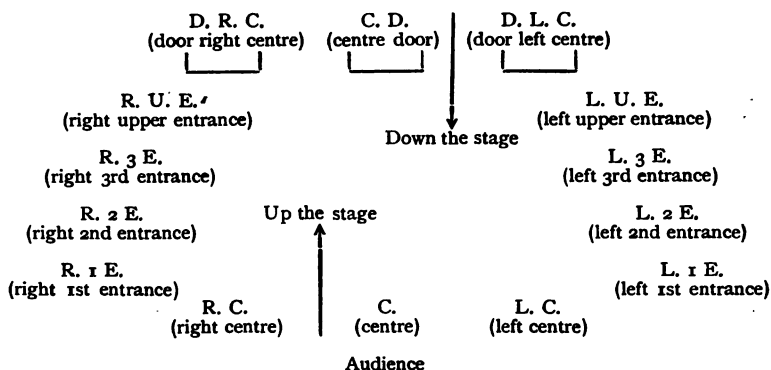 D. R. C. C. D. D. L. C.
(door right centre) (centre door) (door left centre)
R. U. E. L. U. E.
(right upper entrance) (left upper entrance)
Down the stage
R. 3 E. L. 3 E.
(right 3rd entrance) (left 3rd entrance)
R. 2 E. Up the stage L. 2 E.
(right 2nd entrance) (left 2nd entrance)
R. 1 E. L. 1 E.
(right 1st entrance) (left 1st entrance)
R. C. C. L. C.
(right centre) (centre) (left centre)
Audience